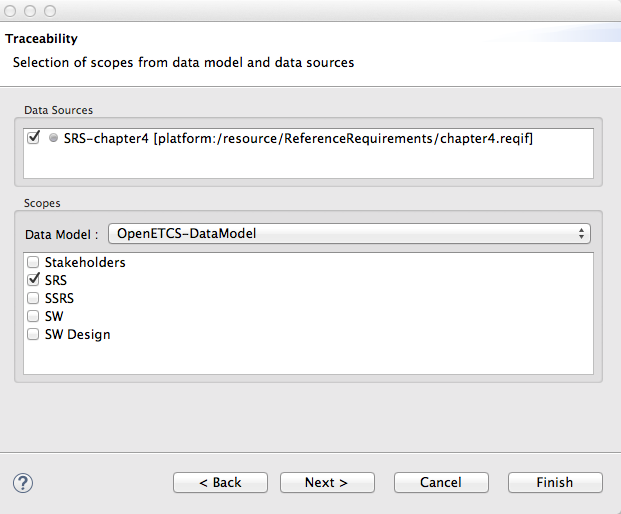 Traceability
Selection of scopes from data model and data sources
Data Sources
SRS-chapter4 [platform:/resource/ReferenceRequirements/chapter4.reqif]
Scopes
Data Model : OpenETCS-DataModel
Stakeholders
SRS
SSRS
SW
SW Design
? < Back Next > Cancel Finish